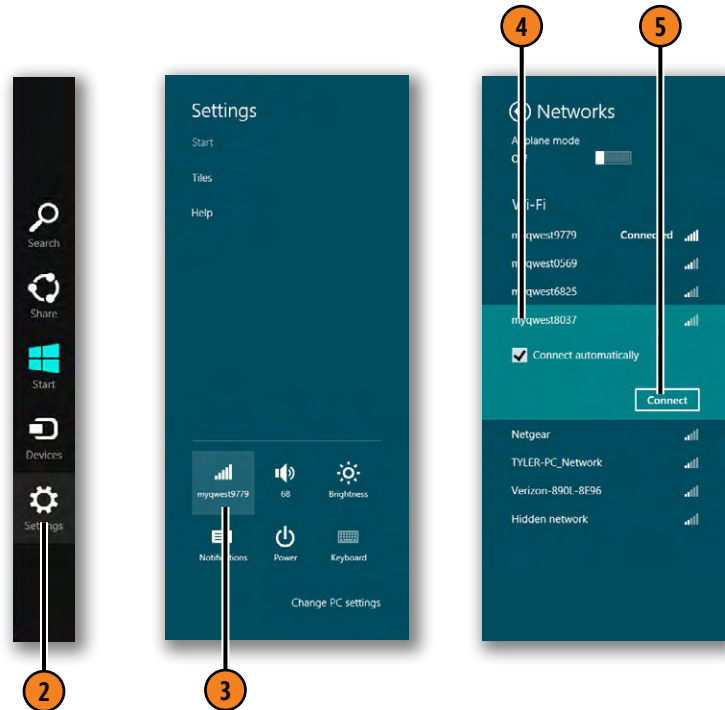 4
5
Search
Share
Start
Devices
Settings
2
Settings
Start
Tiles
Help
myqwest9779
68
Brightness
Notifications
Power
Keyboard
Change PC settings
3
Networks
Airplane mode
Off
Wi-Fi
myqwest9779 Connected
myqwest0569
myqwest6825
myqwest8037
Connect automatically
Connect
Netgear
TYLER-PC_Network
Verizon-890L-8E96
Hidden network